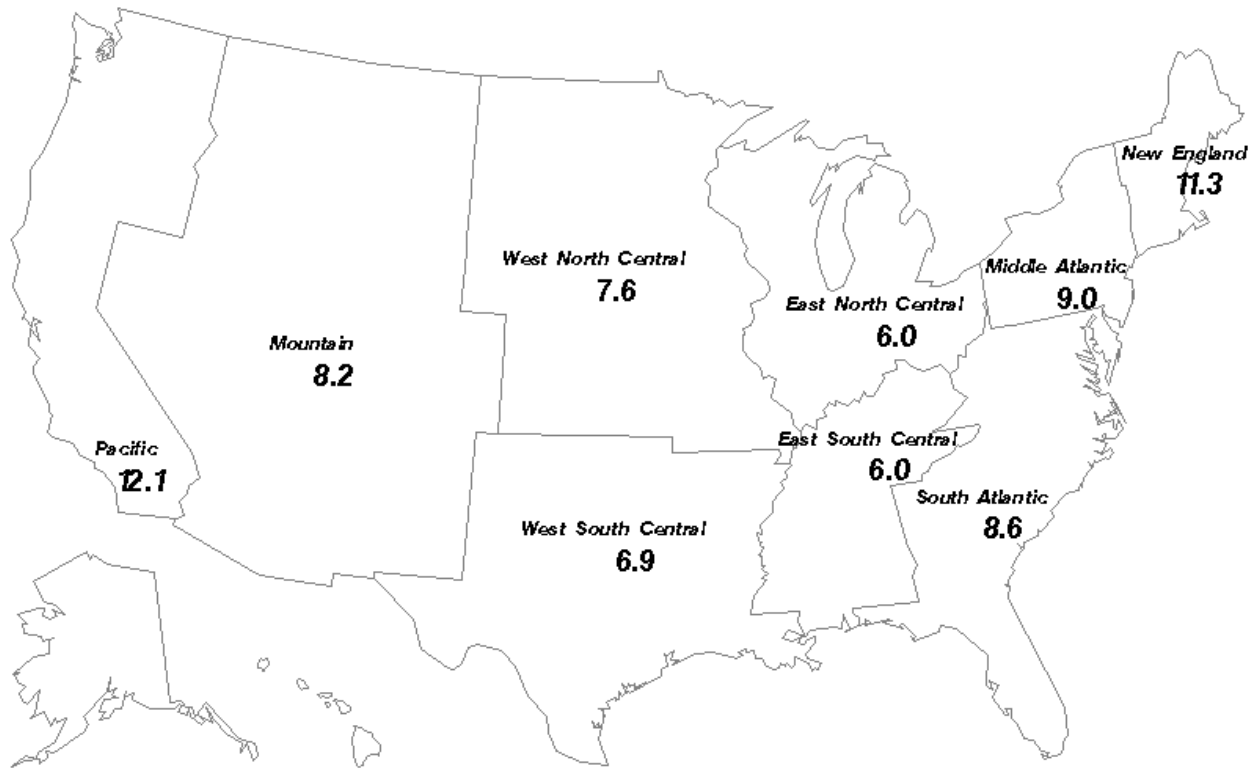 New England
11.3
West North Central
7.6
Middle Atlantic
9.0
East North Central
6.0
Mountain
8.2
Pacific
12.1
East South Central
6.0
South Atlantic
8.6
West South Central
6.9